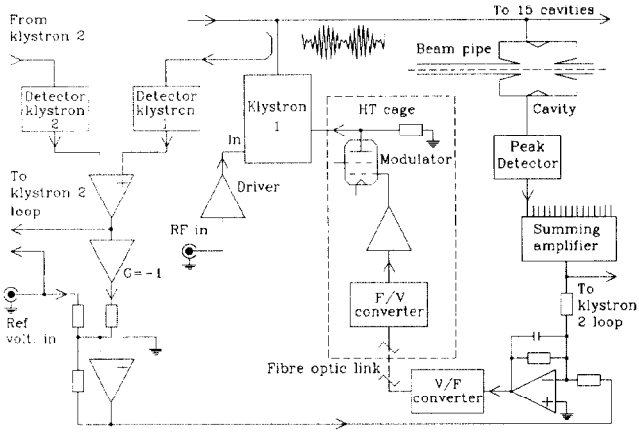 From
klystron 2
To 15 cavities
Beam pipe
Detector
klystron
2
Detector
klystrcn
Klystron
1
HT cage
Cavity
In
Modulator
Peak
Detector
To
klystron 2
loop
Driver
RF in
Summing
amplifier
G=-1
F/V
converter
To
klystron
2 loop
Ref
volt. in
Fibre optic link
V/F
converter